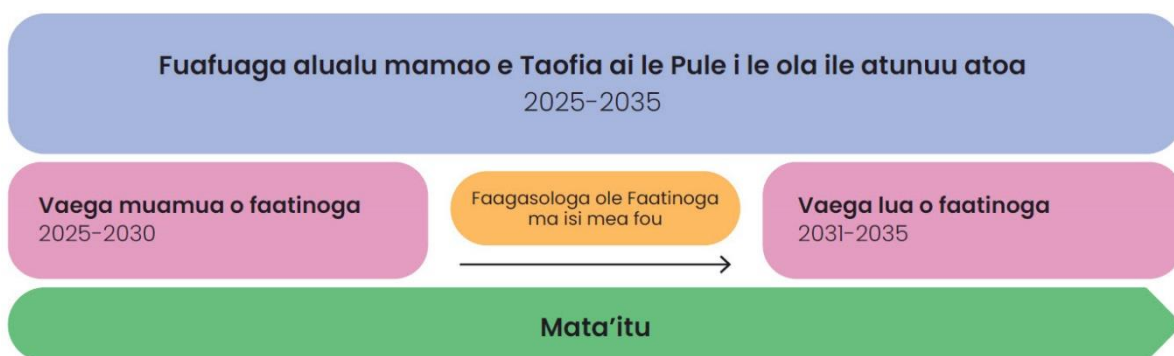 Fuafuaga alualu mamao e Taofia ai le Pule i le ola ile atunuu atoa
2025-2035
Vaega muamua o faatinoga
2025-2030
Faagasologa ole Faatinoga
ma isi mea fou
Vaega lua o faatinoga
2031-2035
Mata'itu